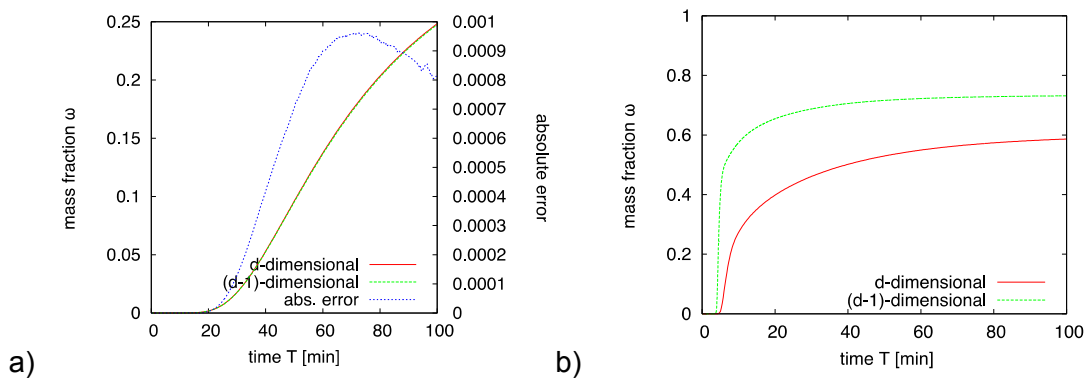 0.25
0.2
0.15
0.1
0.05
0
mass fraction ω
0 20 40 60 80 100
time T [min]
0.001
0.0009
0.0008
0.0007
0.0006
0.0005
0.0004
0.0003
0.0002
0.0001
0
absolute error
d-dimensional
(d-1)-dimensional
abs. error
a)
1
0.8
0.6
0.4
0.2
0
mass fraction ω
0 20 40 60 80 100
time T [min]
d-dimensional
(d-1)-dimensional
b)